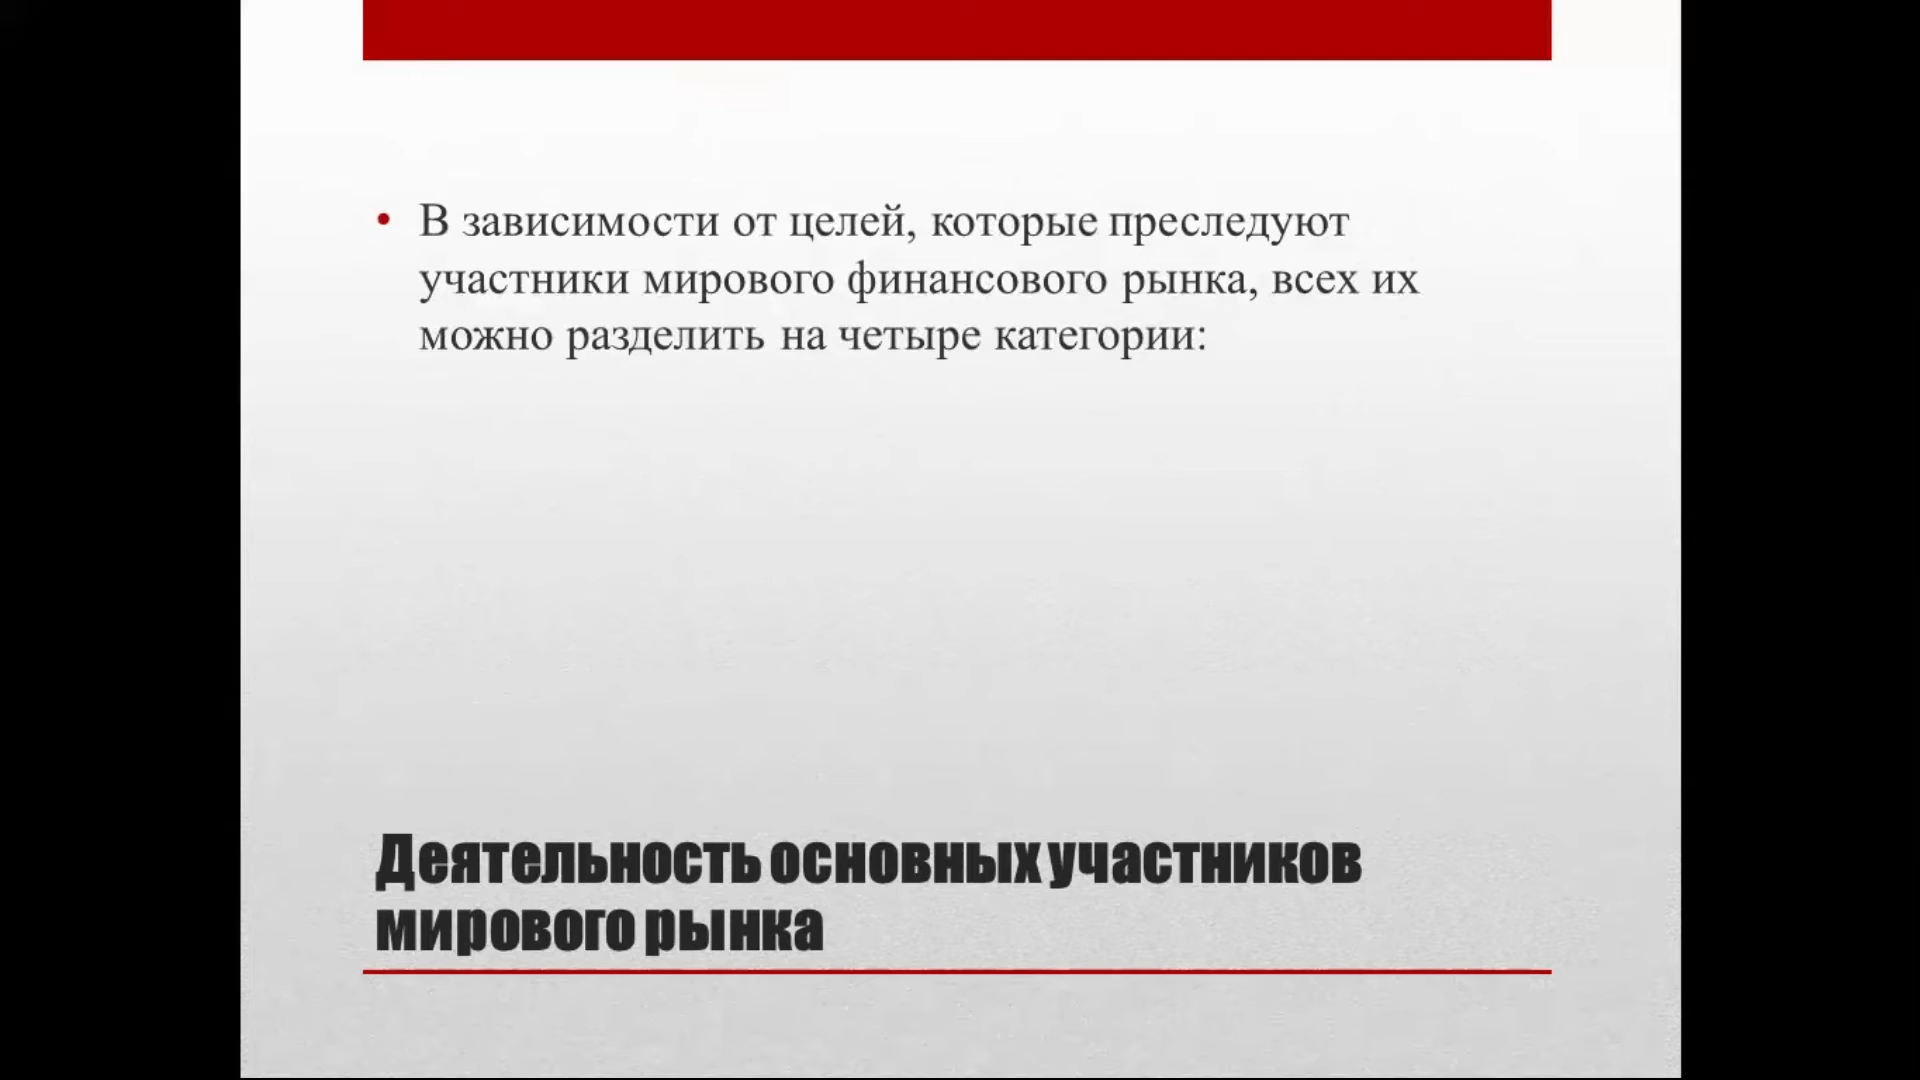 • В зависимости от целей, которые преследуют
участники мирового финансового рынка, всех их
можно разделить на четыре категории:
Деятельность основных участников
мирового рынка